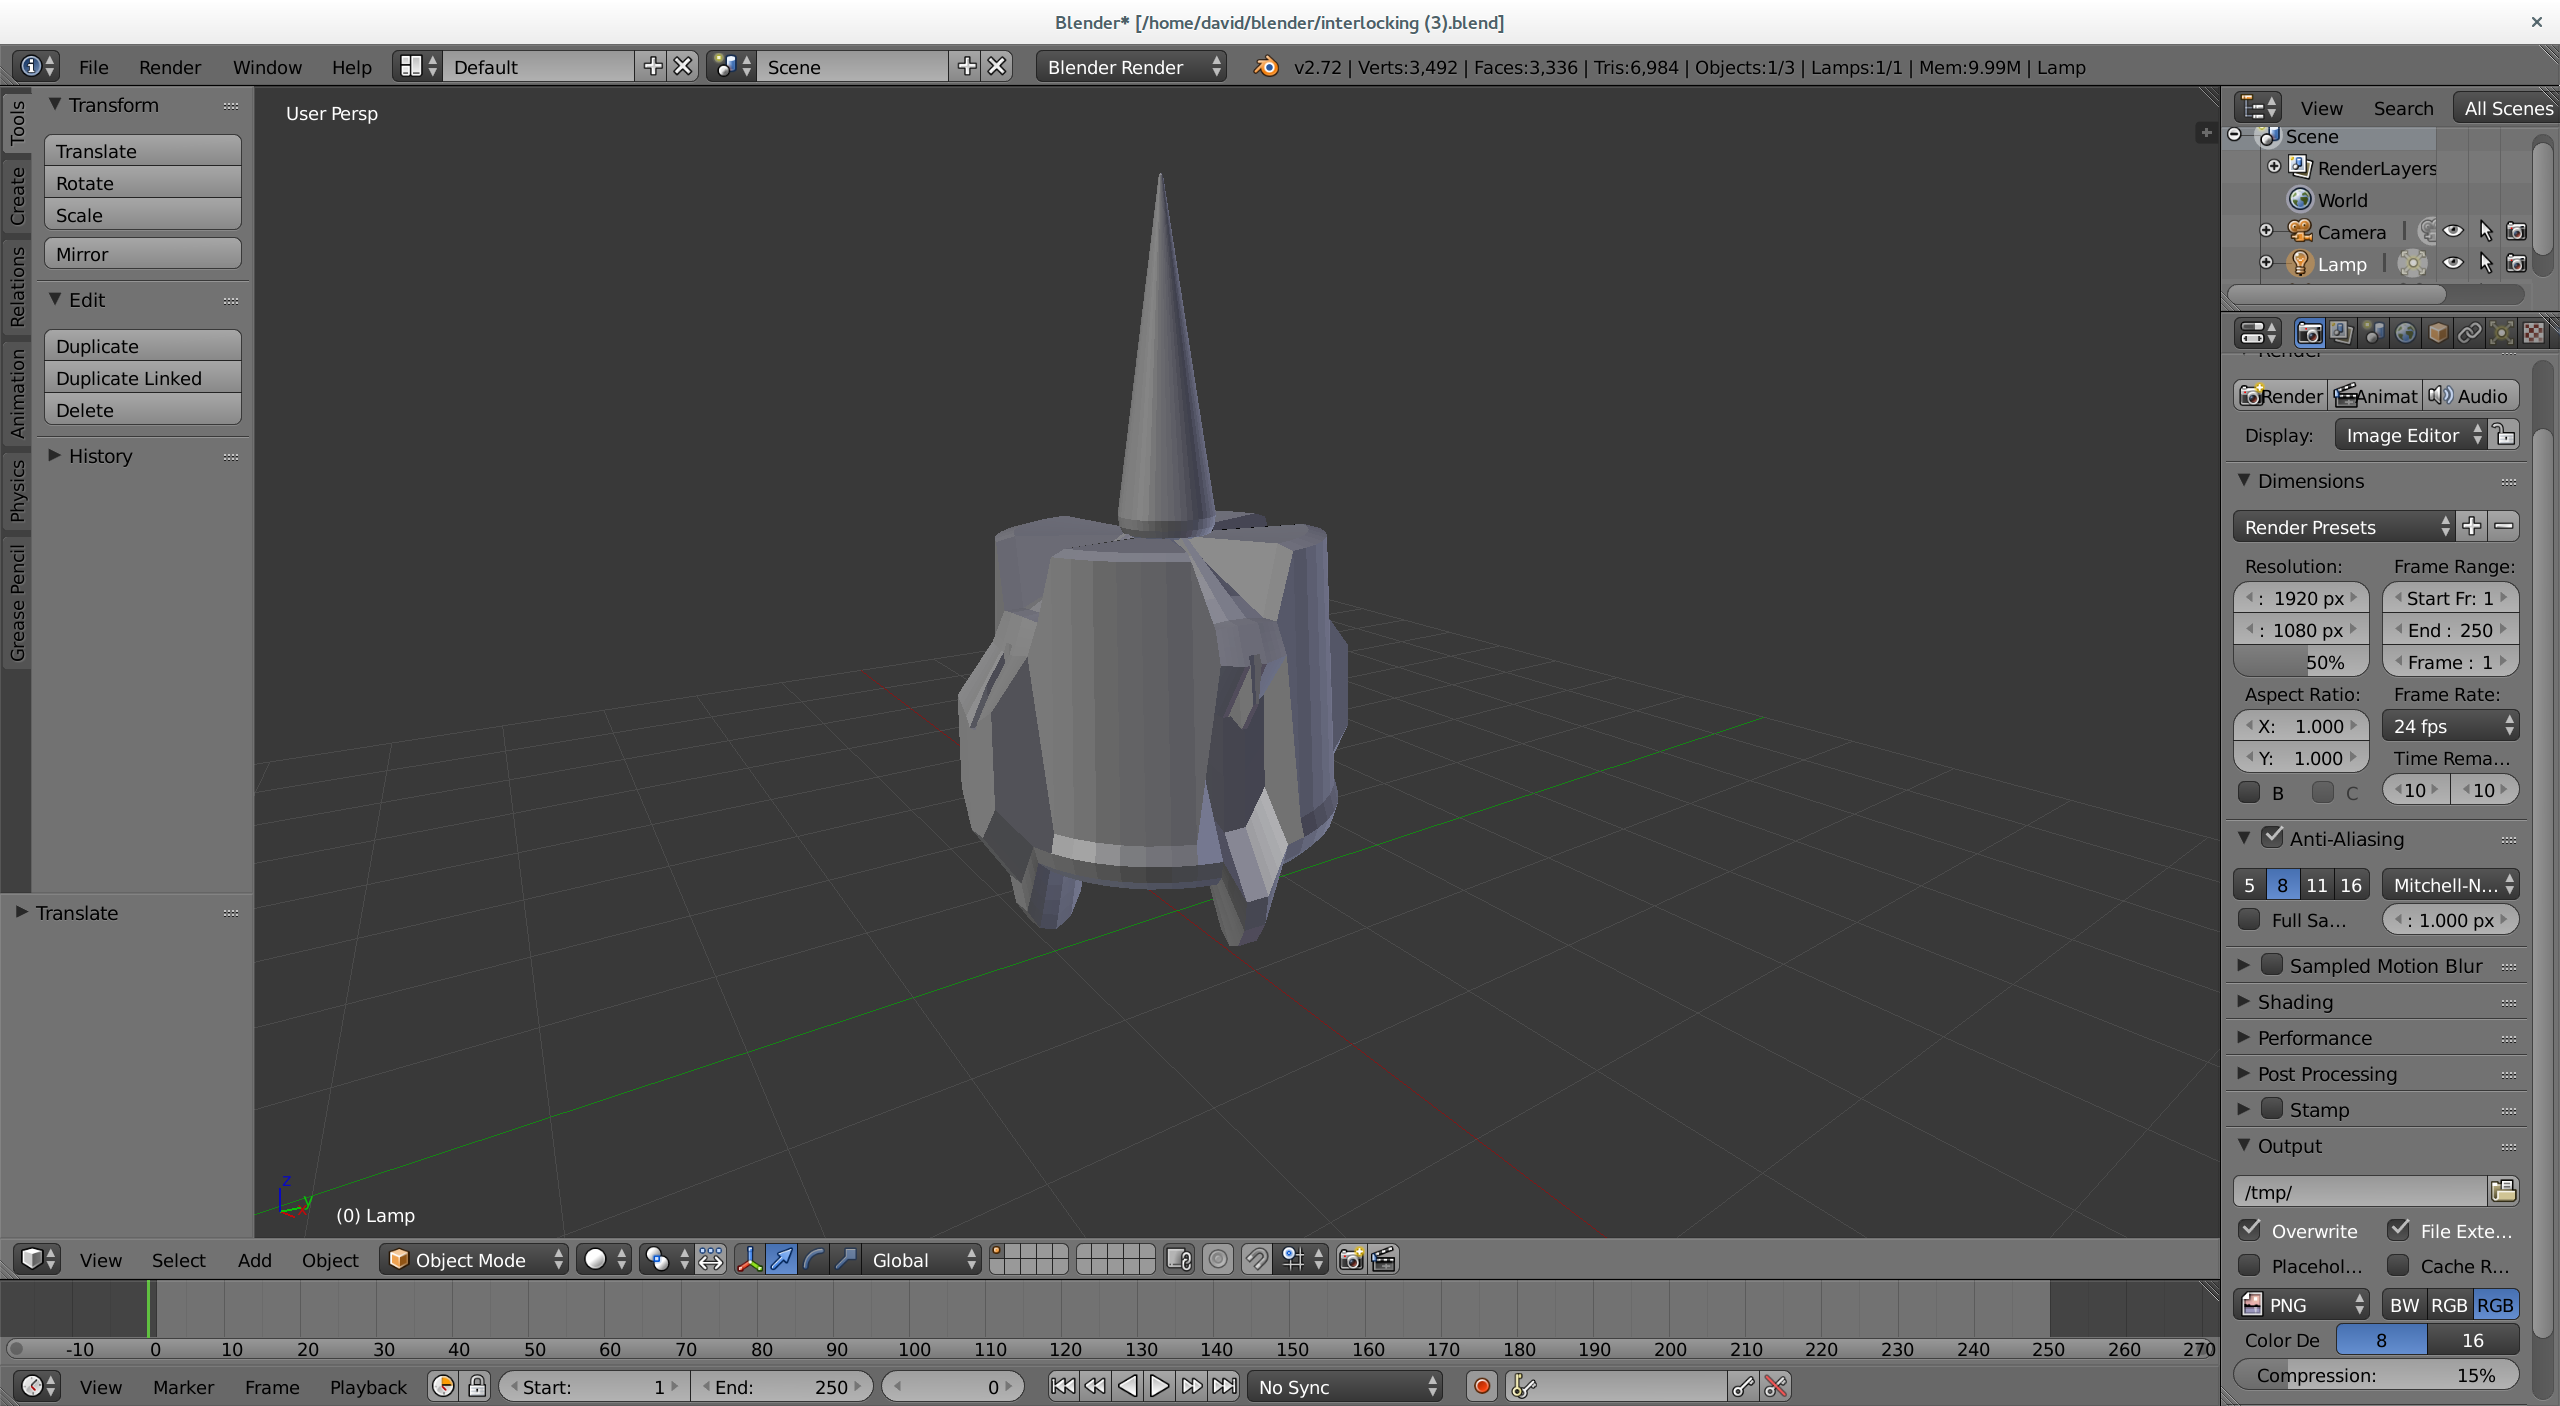 Blender* [/home/david/blender/interlocking (3).blend]
File Render Window Help Default Scene Blender Render v2.72 | Verts:3,492 | Faces:3,336 | Tris:6,984 | Objects:1/3 | Lamps:1/1 | Mem:9.99M | Lamp
Tools
Create
Relations
Animation
Physics
Grease Pencil
Transform
Translate
Rotate
Scale
Mirror
Edit
Duplicate
Duplicate Linked
Delete
History
Translate
User Persp
z
y
(0) Lamp
View Search All Scenes
Scene
RenderLayers
World
Camera
Lamp
Render
Render Animat Audio
Display: Image Editor
Dimensions
Render Presets
Resolution: Frame Range:
: 1920 px Start Fr: 1
: 1080 px End : 250
50% Frame : 1
Aspect Ratio: Frame Rate:
X: 1.000 24 fps
Y: 1.000 Time Rema...
B C 10 10
Anti-Aliasing
5 8 11 16 Mitchell-N...
Full Sa... : 1.000 px
Sampled Motion Blur
Shading
Performance
Post Processing
Stamp
Output
/tmp/
Overwrite File Exte...
Placehol... Cache R...
PNG BW RGB RGB
Color De 8 16
Compression: 15%
View Select Add Object Object Mode Global
-10 0 10 20 30 40 50 60 70 80 90 100 110 120 130 140 150 160 170 180 190 200 210 220 230 240 250 260 270
View Marker Frame Playback Start: 1 End: 250 0 No Sync